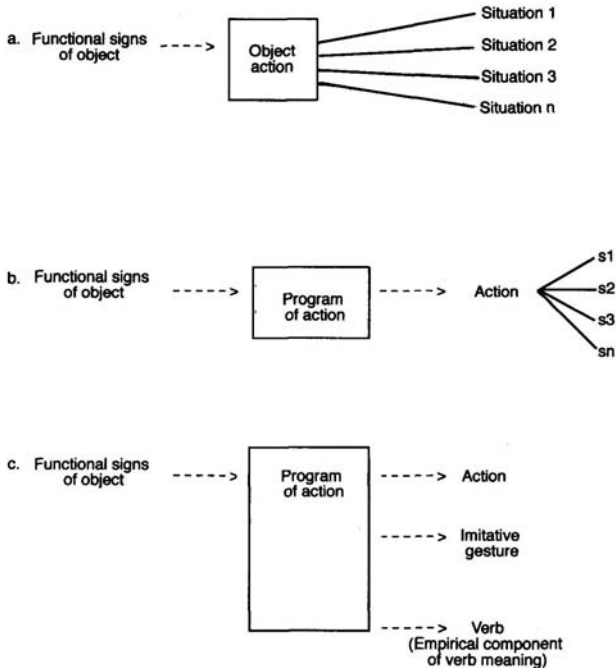 a. Functional signs
of object
Object
action
Situation 1
Situation 2
Situation 3
Situation n
b. Functional signs
of object
Program
of action
Action
s1
s2
s3
sn
c. Functional signs
of object
Program
of action
Action
Imitative
gesture
Verb
(Empirical component
of verb meaning)